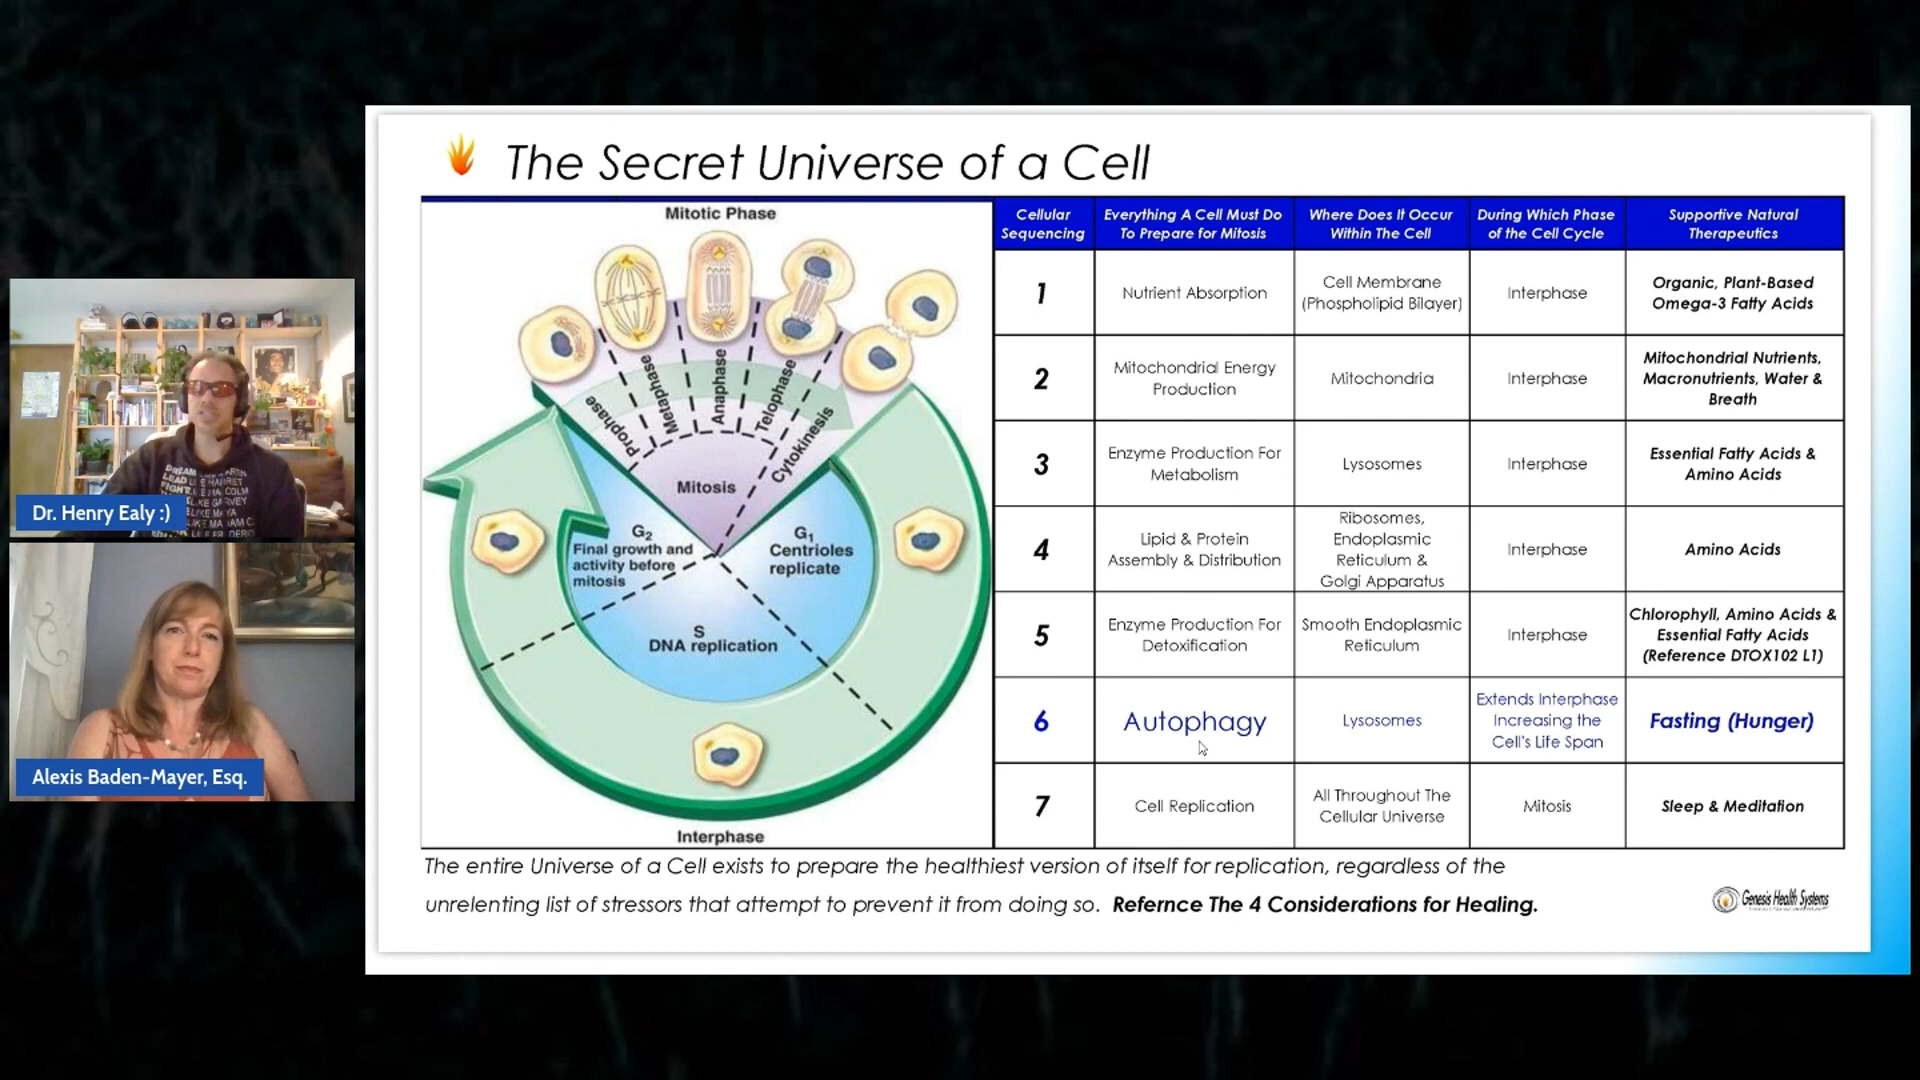 The Secret Universe of a Cell
Mitotic Phase
Prophase
Metaphase
Anaphase
Telophase
Cytokinesis
Mitosis
G2
Final growth and
activity before
mitosis
G1
Centrioles
replicate
S
DNA replication
Interphase
Cellular
Sequencing
Everything A Cell Must Do
To Prepare for Mitosis
Where Does It Occur
Within The Cell
During Which Phase
of the Cell Cycle
Supportive Natural
Therapeutics
1
Nutrient Absorption
Cell Membrane
(Phospholipid Bilayer)
Interphase
Organic, Plant-Based
Omega-3 Fatty Acids
2
Mitochondrial Energy
Production
Mitochondria
Interphase
Mitochondrial Nutrients,
Macronutrients, Water &
Breath
3
Enzyme Production For
Metabolism
Lysosomes
Interphase
Essential Fatty Acids &
Amino Acids
4
Lipid & Protein
Assembly & Distribution
Ribosomes,
Endoplasmic
Reticulum &
Golgi Apparatus
Interphase
Amino Acids
5
Enzyme Production For
Detoxification
Smooth Endoplasmic
Reticulum
Interphase
Chlorophyll, Amino Acids &
Essential Fatty Acids
(Reference DTOX102 L1)
6
Autophagy
Lysosomes
Extends Interphase
Increasing the
Cell's Life Span
Fasting (Hunger)
7
Cell Replication
All Throughout The
Cellular Universe
Mitosis
Sleep & Meditation
The entire Universe of a Cell exists to prepare the healthiest version of itself for replication, regardless of the
unrelenting list of stressors that attempt to prevent it from doing so. Refernce The 4 Considerations for Healing.
Genesis Health Systems
DREAM
LEAD
FIGHT
Dr. Henry Ealy :)
Alexis Baden-Mayer, Esq.